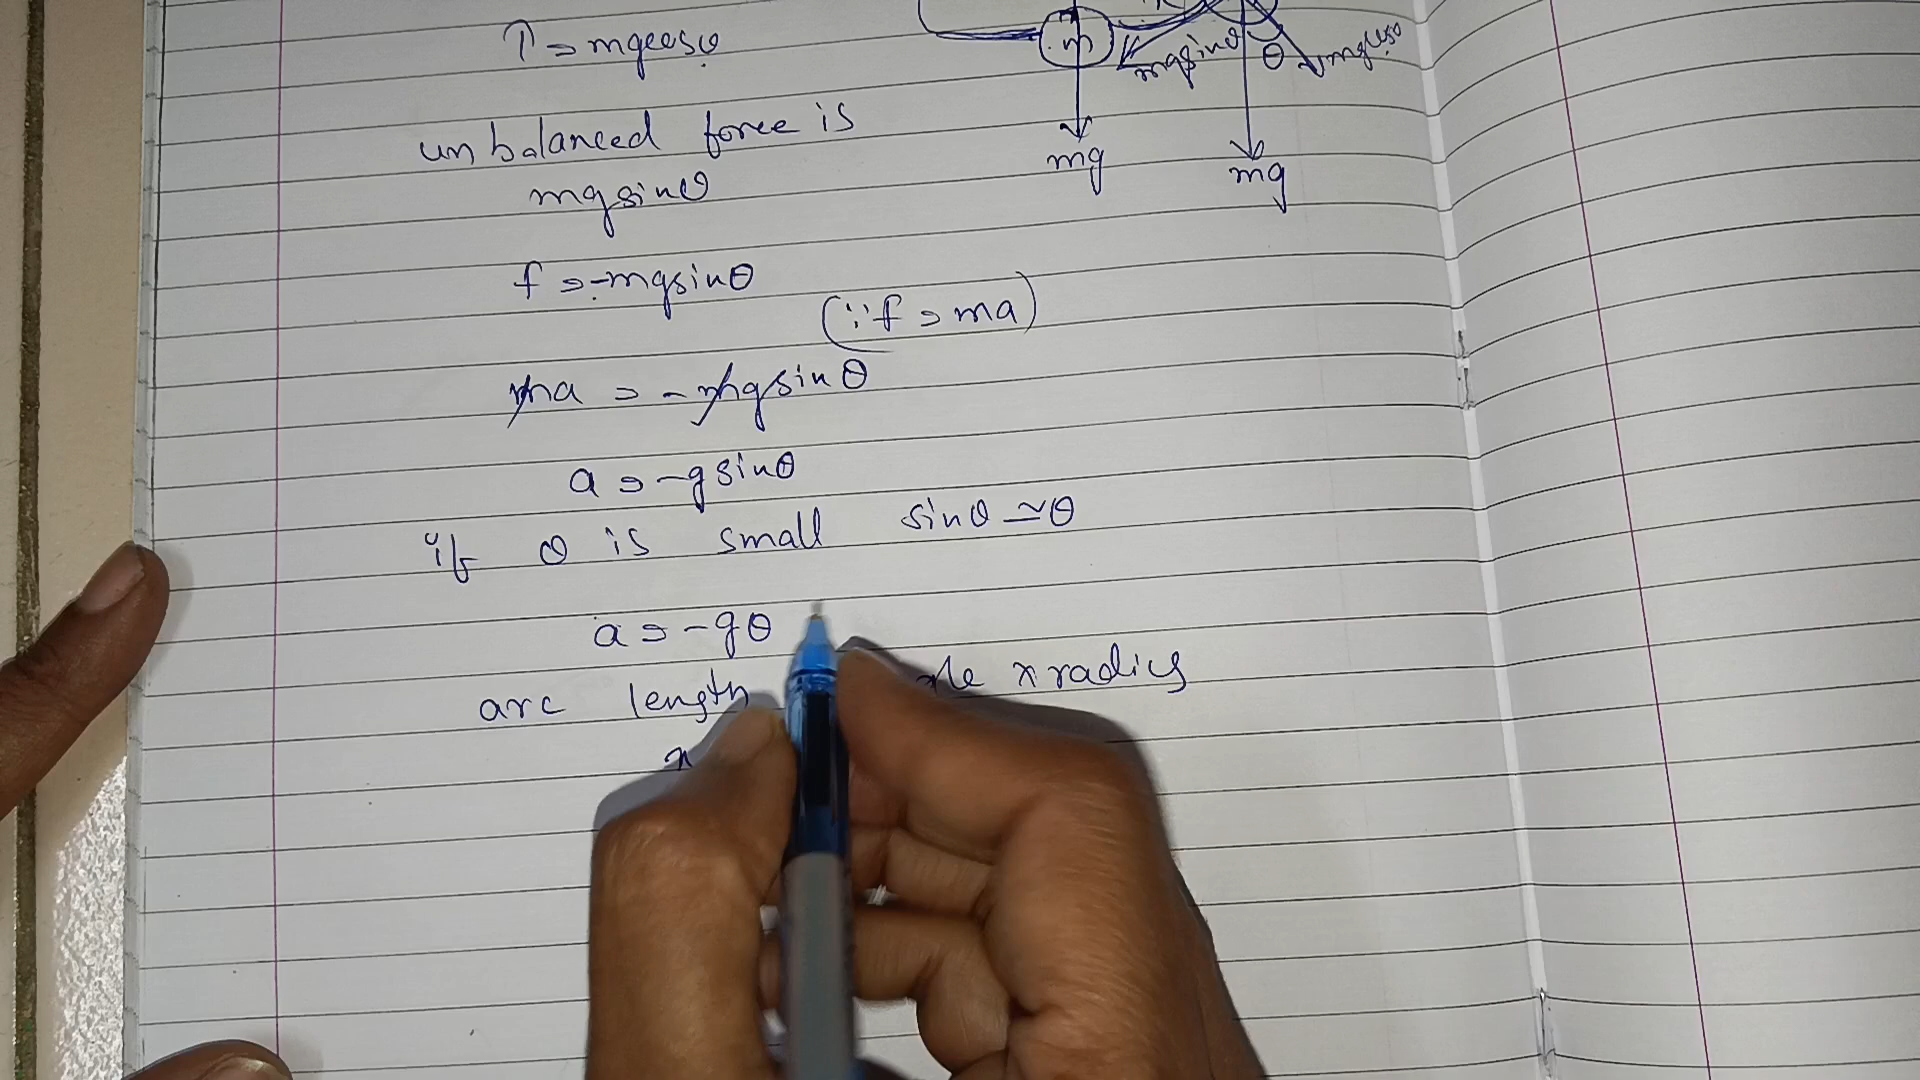 T = mgcosθ
m
mgsinθ
θ
mgcosθ
unbalanced force is
mg
mg
mgsinθ
f = -mgsinθ
(∵ f = ma)
ma = -mgsinθ
a = -gsinθ
if θ is small sinθ ≃ θ
a = -gθ
arc length x radius
x